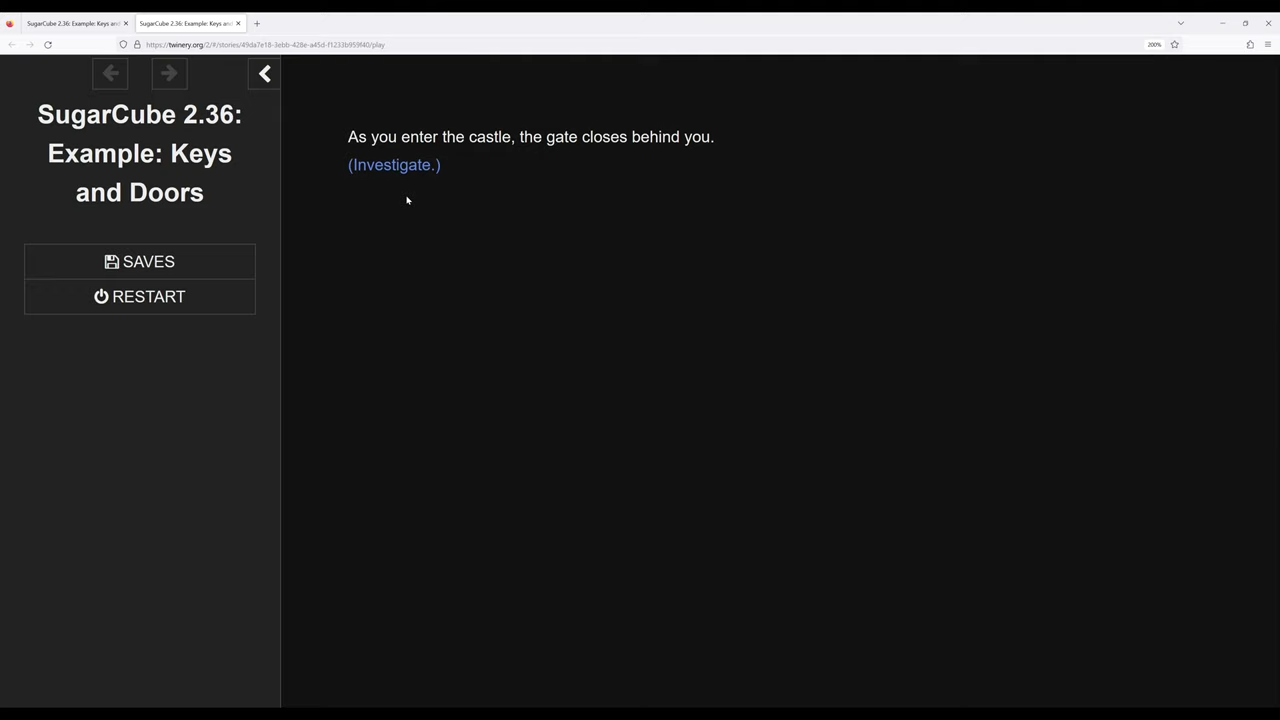 SugarCube 2.36: Example: Keys and
SugarCube 2.36: Example: Keys and
https://twinery.org/2/#/stories/49da7e18-3ebb-428e-a45d-f1233b959f40/play
200%
SugarCube 2.36:
Example: Keys
and Doors
SAVES
RESTART
As you enter the castle, the gate closes behind you.
(Investigate.)